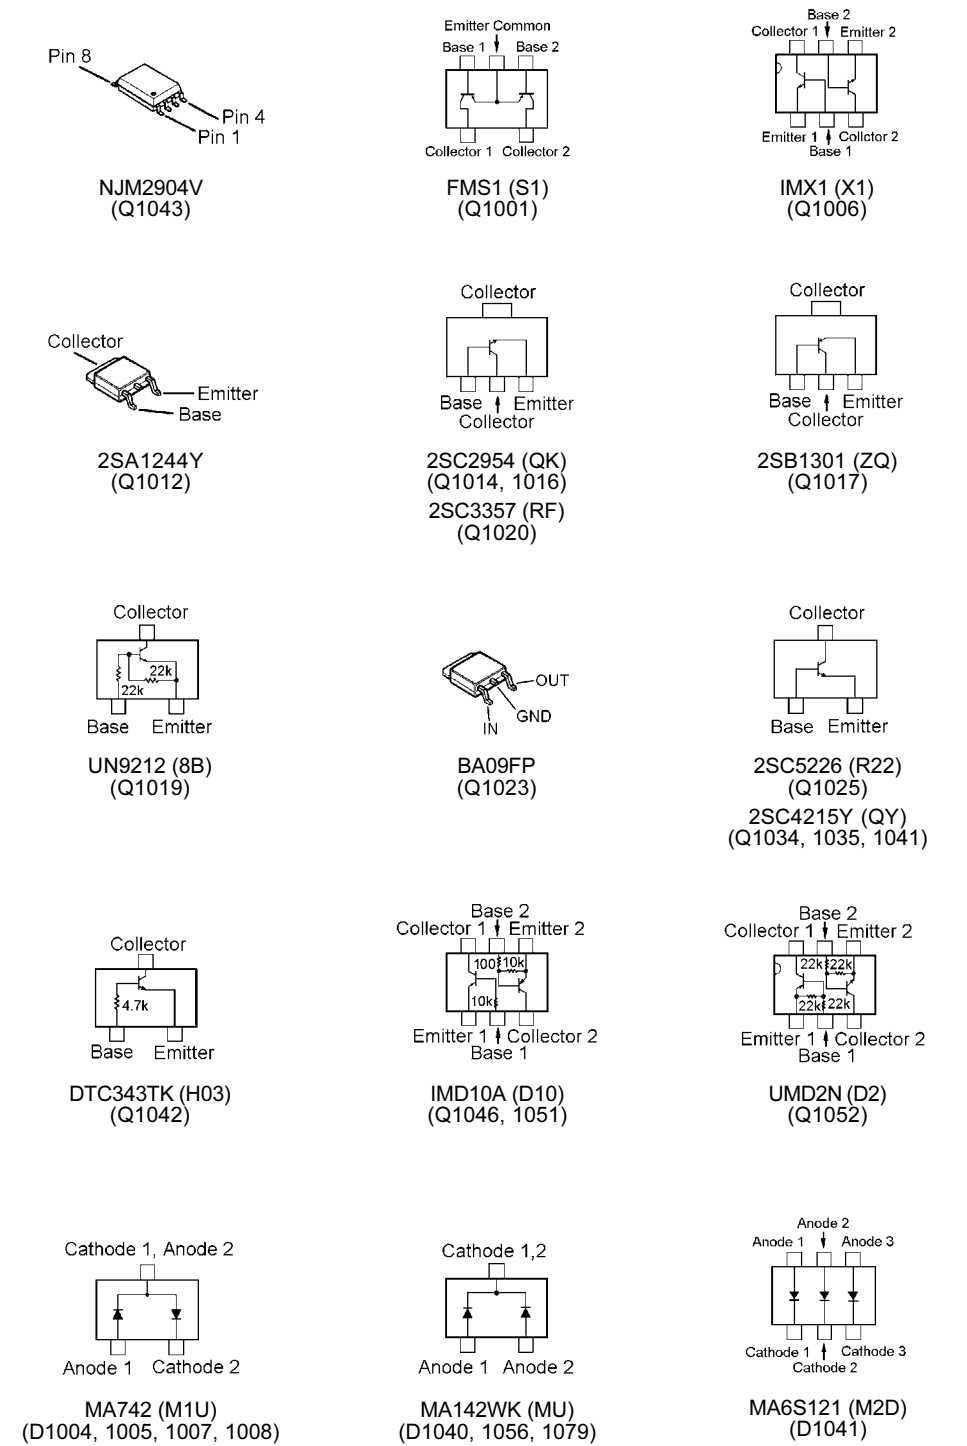 Pin 8
Pin 4
Pin 1
NJM2904V
(Q1043)
Emitter Common
Base 1 Base 2
Collector 1 Collector 2
FMS1 (S1)
(Q1001)
Base 2
Collector 1 Emitter 2
Emitter 1 Collctor 2
Base 1
IMX1 (X1)
(Q1006)
Collector
Emitter
Base
2SA1244Y
(Q1012)
Collector
Base Emitter
Collector
2SC2954 (QK)
(Q1014, 1016)
2SC3357 (RF)
(Q1020)
Collector
Base Emitter
Collector
2SB1301 (ZQ)
(Q1017)
Collector
22k
22k
Base Emitter
UN9212 (8B)
(Q1019)
OUT
GND
IN
BA09FP
(Q1023)
Collector
Base Emitter
2SC5226 (R22)
(Q1025)
2SC4215Y (QY)
(Q1034, 1035, 1041)
Collector
4.7k
Base Emitter
DTC343TK (H03)
(Q1042)
Base 2
Collector 1 Emitter 2
100 10k
10k
Emitter 1 Collector 2
Base 1
IMD10A (D10)
(Q1046, 1051)
Base 2
Collector 1 Emitter 2
22k 22k
22k 22k
Emitter 1 Collector 2
Base 1
UMD2N (D2)
(Q1052)
Cathode 1, Anode 2
Anode 1 Cathode 2
MA742 (M1U)
(D1004, 1005, 1007, 1008)
Cathode 1,2
Anode 1 Anode 2
MA142WK (MU)
(D1040, 1056, 1079)
Anode 2
Anode 1 Anode 3
Cathode 1 Cathode 3
Cathode 2
MA6S121 (M2D)
(D1041)